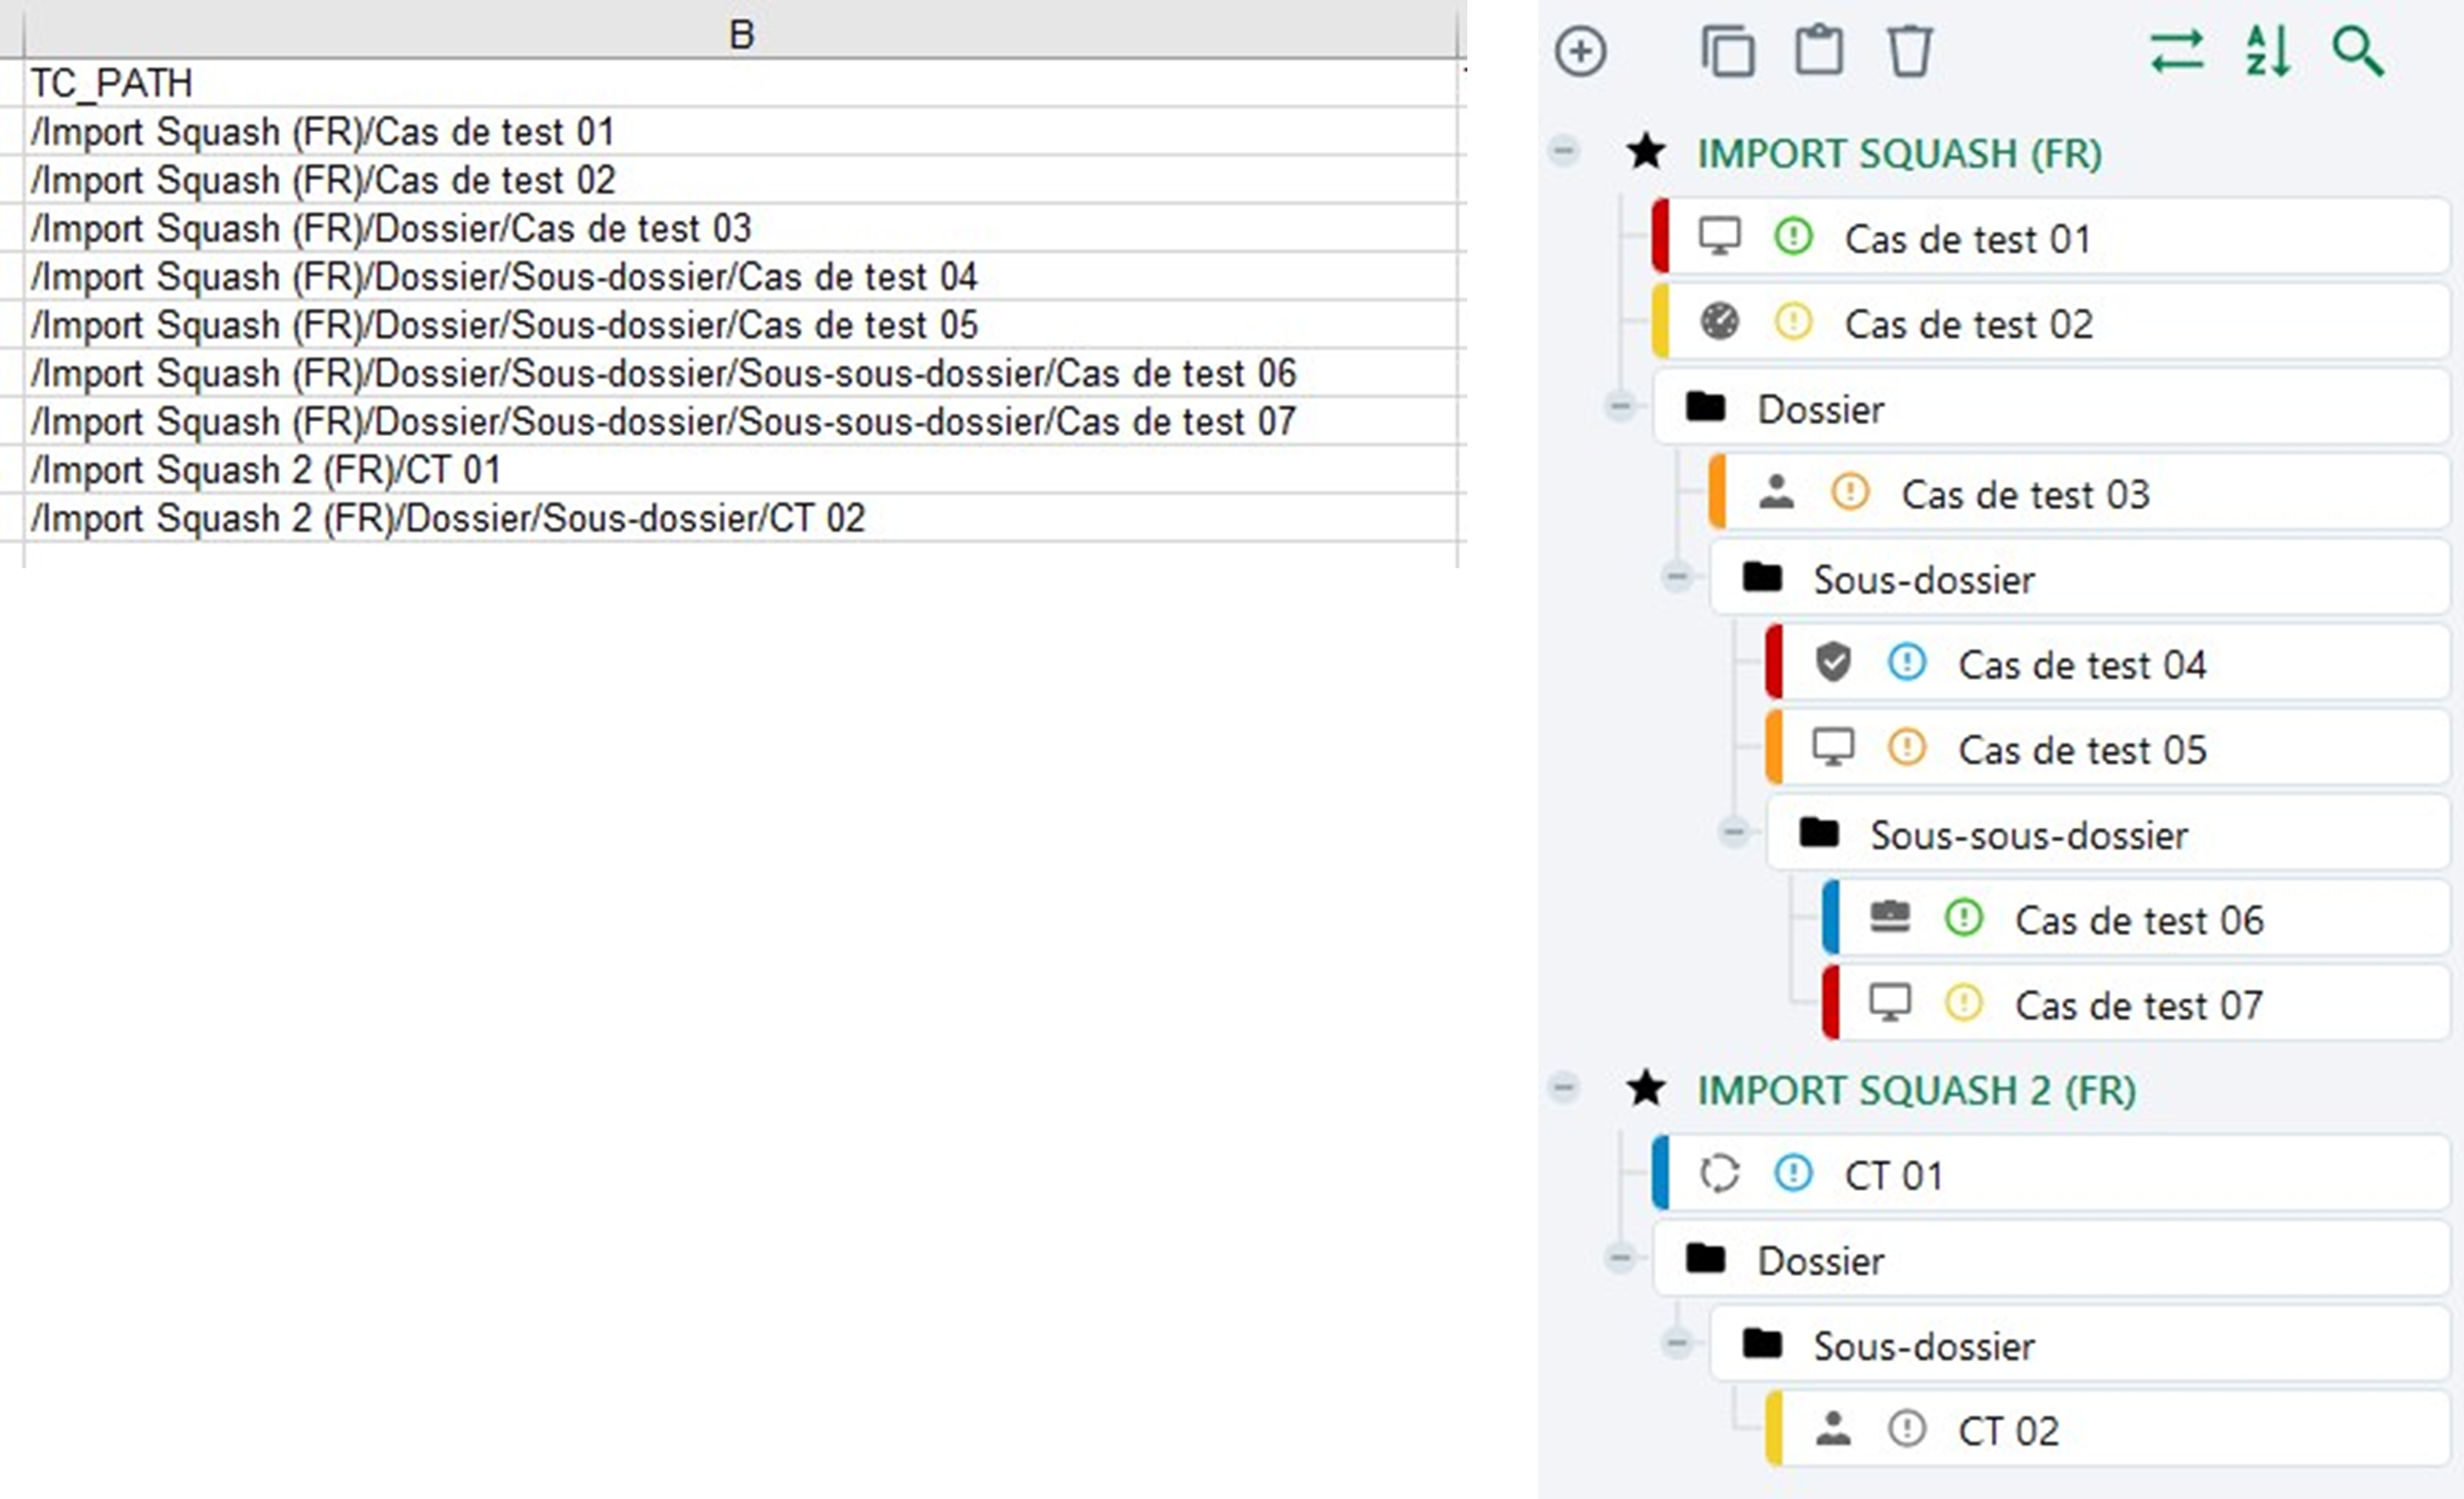 B
TC_PATH
/Import Squash (FR)/Cas de test 01
/Import Squash (FR)/Cas de test 02
/Import Squash (FR)/Dossier/Cas de test 03
/Import Squash (FR)/Dossier/Sous-dossier/Cas de test 04
/Import Squash (FR)/Dossier/Sous-dossier/Cas de test 05
/Import Squash (FR)/Dossier/Sous-dossier/Sous-sous-dossier/Cas de test 06
/Import Squash (FR)/Dossier/Sous-dossier/Sous-sous-dossier/Cas de test 07
/Import Squash 2 (FR)/CT 01
/Import Squash 2 (FR)/Dossier/Sous-dossier/CT 02
A
Z
IMPORT SQUASH (FR)
Cas de test 01
Cas de test 02
Dossier
Cas de test 03
Sous-dossier
Cas de test 04
Cas de test 05
Sous-sous-dossier
Cas de test 06
Cas de test 07
IMPORT SQUASH 2 (FR)
CT 01
Dossier
Sous-dossier
CT 02